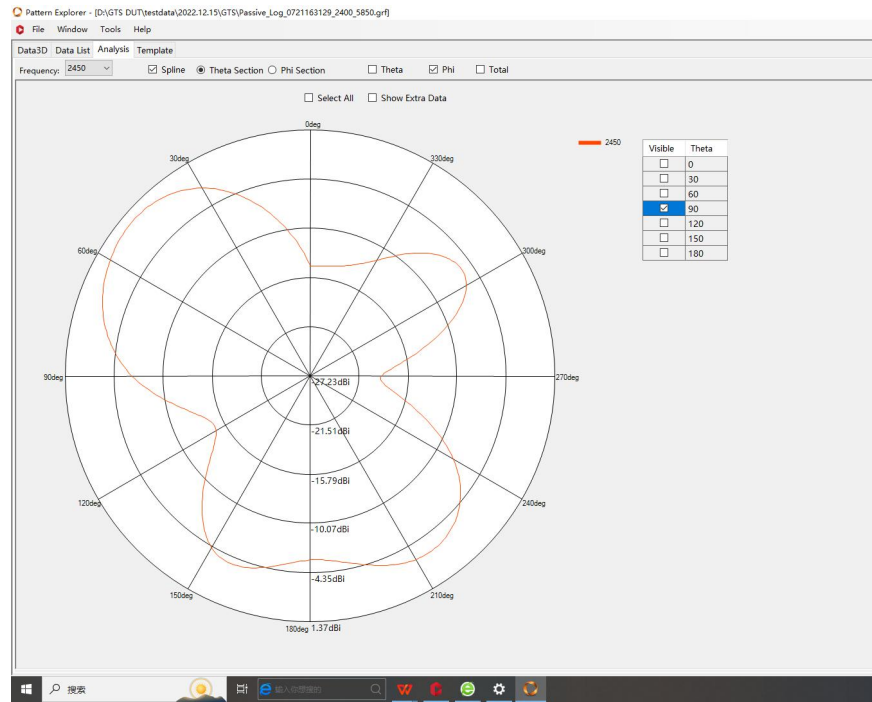 Pattern Explorer - [D:\GTS DUT\testdata\2022.12.15\GTS\Passive_Log_0721163129_2400_5850.grf]
File Window Tools Help
Data3D Data List Analysis Template
Frequency: 2450 Spline Theta Section Phi Section Theta Phi Total
Select All Show Extra Data
0deg
2450
Visible Theta
0
30
60
90
120
150
180
30deg
330deg
60deg
300deg
90deg
270deg
-27.23dBi
-21.51dBi
-15.79dBi
120deg
240deg
-10.07dBi
-4.35dBi
150deg
210deg
180deg 1.37dBi
搜索